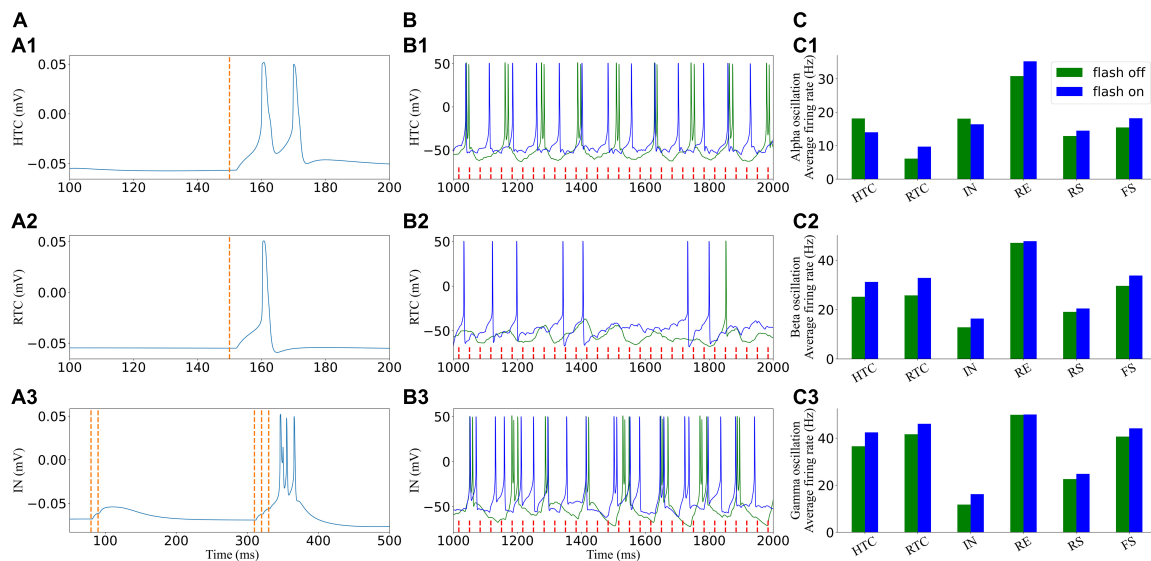 A
A1
0.05
0.00
−0.05
HTC (mV)
100 120 140 160 180 200
A2
0.05
0.00
−0.05
RTC (mV)
100 120 140 160 180 200
A3
0.05
0.00
−0.05
IN (mV)
100 200 300 400 500
Time (ms)
B
B1
50
0
−50
HTC (mV)
1000 1200 1400 1600 1800 2000
B2
50
0
−50
RTC (mV)
1000 1200 1400 1600 1800 2000
B3
50
0
−50
IN (mV)
1000 1200 1400 1600 1800 2000
Time (ms)
C
C1
flash off
flash on
Alpha oscillation
Average firing rate (Hz)
30
20
10
0
HTC RTC IN RE RS FS
C2
Beta oscillation
Average firing rate (Hz)
40
20
0
HTC RTC IN RE RS FS
C3
Gamma oscillation
Average firing rate (Hz)
40
20
0
HTC RTC IN RE RS FS